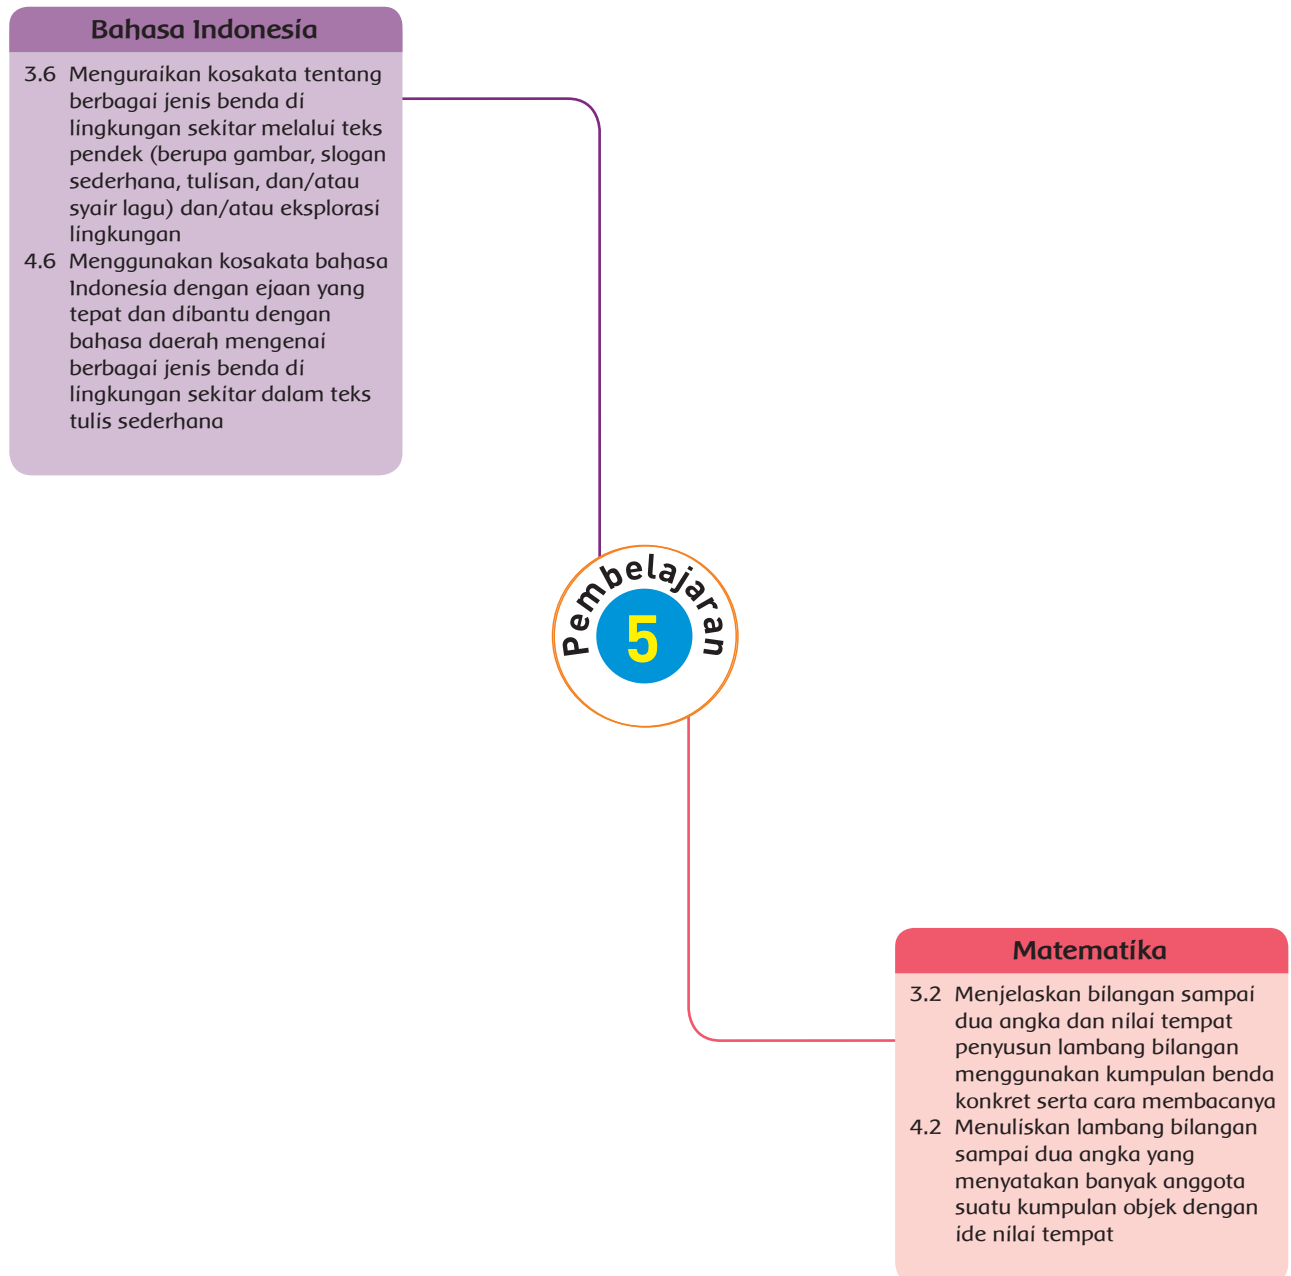 Bahasa Indonesia
3.6 Menguraikan kosakata tentang
berbagai jenis benda di
lingkungan sekitar melalui teks
pendek (berupa gambar, slogan
sederhana, tulisan, dan/atau
syair lagu) dan/atau eksplorasi
lingkungan
4.6 Menggunakan kosakata bahasa
Indonesia dengan ejaan yang
tepat dan dibantu dengan
bahasa daerah mengenai
berbagai jenis benda di
lingkungan sekitar dalam teks
tulis sederhana
Pembelajaran
5
Matematika
3.2 Menjelaskan bilangan sampai
dua angka dan nilai tempat
penyusun lambang bilangan
menggunakan kumpulan benda
konkret serta cara membacanya
4.2 Menuliskan lambang bilangan
sampai dua angka yang
menyatakan banyak anggota
suatu kumpulan objek dengan
ide nilai tempat